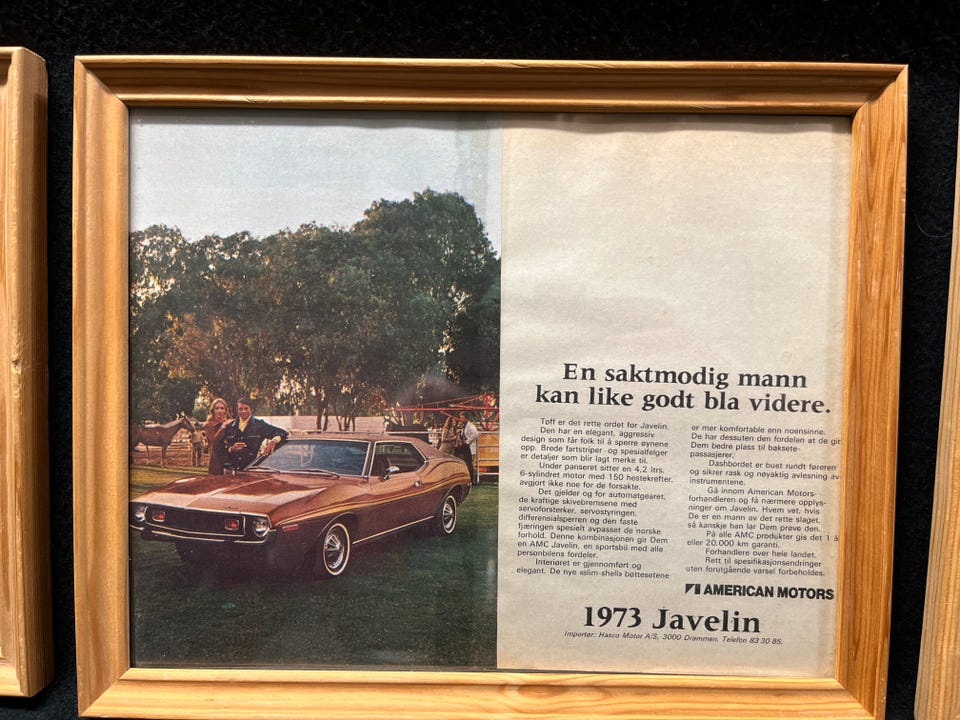 En saktmodig mann
kan like godt bla videre.
Tøff er det rette ordet for Javelin.
Den har en elegant, aggressiv
design som får folk til å sperre øynene
opp. Brede fartstriper og spesialfelger
er detaljer som blir lagt merke til.
Under panseret sitter en 4,2 ltrs.
6-sylindret motor med 150 hestekrefter,
avgjort ikke noe for de forsakte.
Det gjelder og for automatgearet,
de kraftige skivebremsene med
servoforsterker, servostyringen,
differensialsperren og den faste
fjæringen spesielt avpasset de norske
forhold. Denne kombinasjonen gir Dem
en AMC Javelin, en sportsbil med alle
personbilens fordeler.
Interiøret er gjennomført og
elegant. De nye «slim-shell» bøttesetene
er mer komfortable enn noensinne.
De har dessuten den fordelen at de gir
Dem bedre plass til baksete-
passasjerer.
Dashbordet er buet rundt føreren
og sikrer rask og nøyaktig avlesning av
instrumentene.
Gå innom American Motors-
forhandleren og få nærmere opplys-
ninger om Javelin. Hvem vet, hvis
De er en mann av det rette slaget,
så kanskje han lar Dem prøve den.
På alle AMC produkter gis det 1 å
eller 20.000 km garanti.
Forhandlere over hele landet.
Rett til spesifikasjonsendringer
uten forutgående varsel forbeholdes.
AMERICAN MOTORS
1973 Javelin
Importør: Hasco Motor A/S, 3000 Drammen. Telefon 83 30 85.